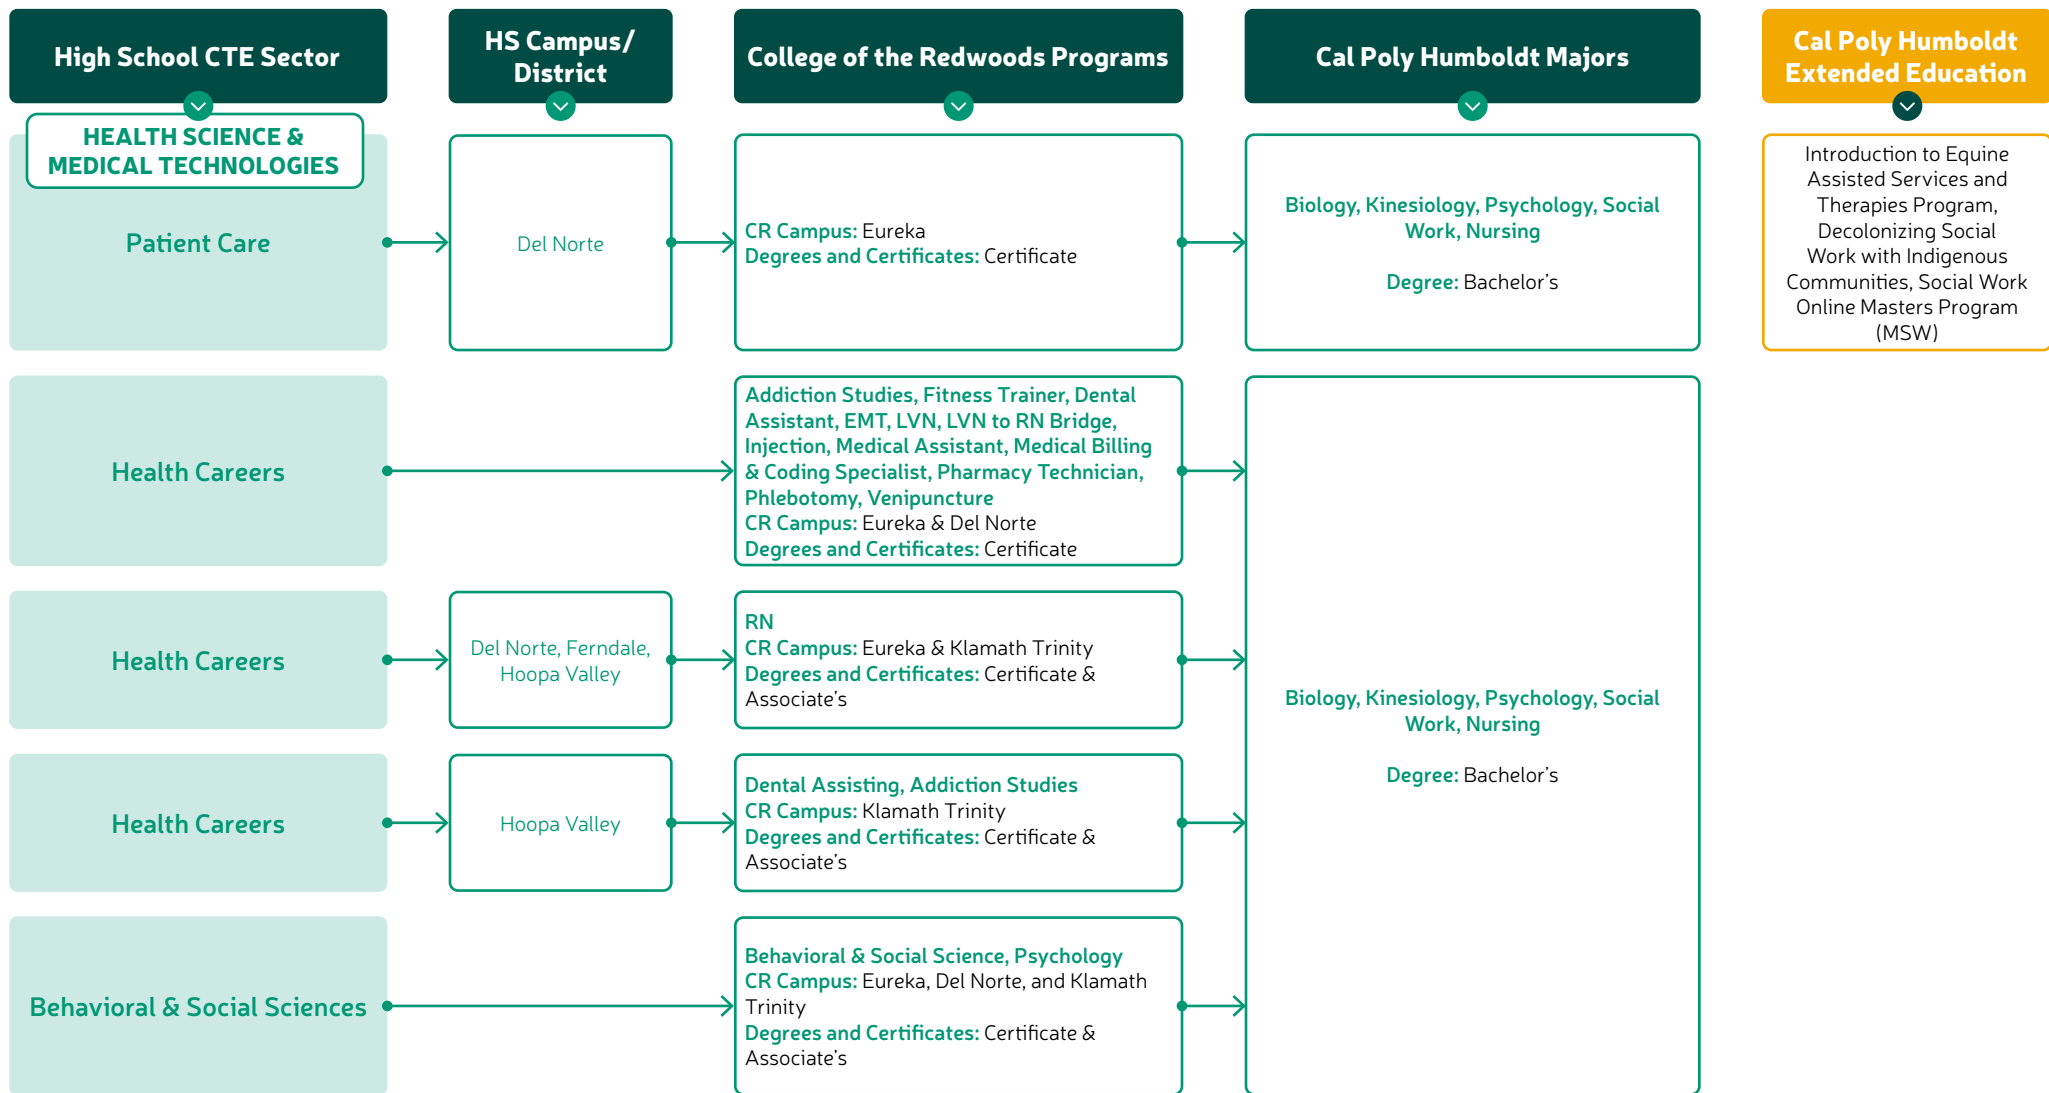 High School CTE Sector
HS Campus/
District
College of the Redwoods Programs
Cal Poly Humboldt Majors
Cal Poly Humboldt
Extended Education
HEALTH SCIENCE &
MEDICAL TECHNOLOGIES
Patient Care
Del Norte
CR Campus: Eureka
Degrees and Certificates: Certificate
Biology, Kinesiology, Psychology, Social
Work, Nursing
Degree: Bachelor’s
Introduction to Equine
Assisted Services and
Therapies Program,
Decolonizing Social
Work with Indigenous
Communities, Social Work
Online Masters Program
(MSW)
Health Careers
Addiction Studies, Fitness Trainer, Dental
Assistant, EMT, LVN, LVN to RN Bridge,
Injection, Medical Assistant, Medical Billing
& Coding Specialist, Pharmacy Technician,
Phlebotomy, Venipuncture
CR Campus: Eureka & Del Norte
Degrees and Certificates: Certificate
Health Careers
Del Norte, Ferndale,
Hoopa Valley
RN
CR Campus: Eureka & Klamath Trinity
Degrees and Certificates: Certificate &
Associate’s
Biology, Kinesiology, Psychology, Social
Work, Nursing
Degree: Bachelor’s
Health Careers
Hoopa Valley
Dental Assisting, Addiction Studies
CR Campus: Klamath Trinity
Degrees and Certificates: Certificate &
Associate’s
Behavioral & Social Sciences
Behavioral & Social Science, Psychology
CR Campus: Eureka, Del Norte, and Klamath
Trinity
Degrees and Certificates: Certificate &
Associate’s